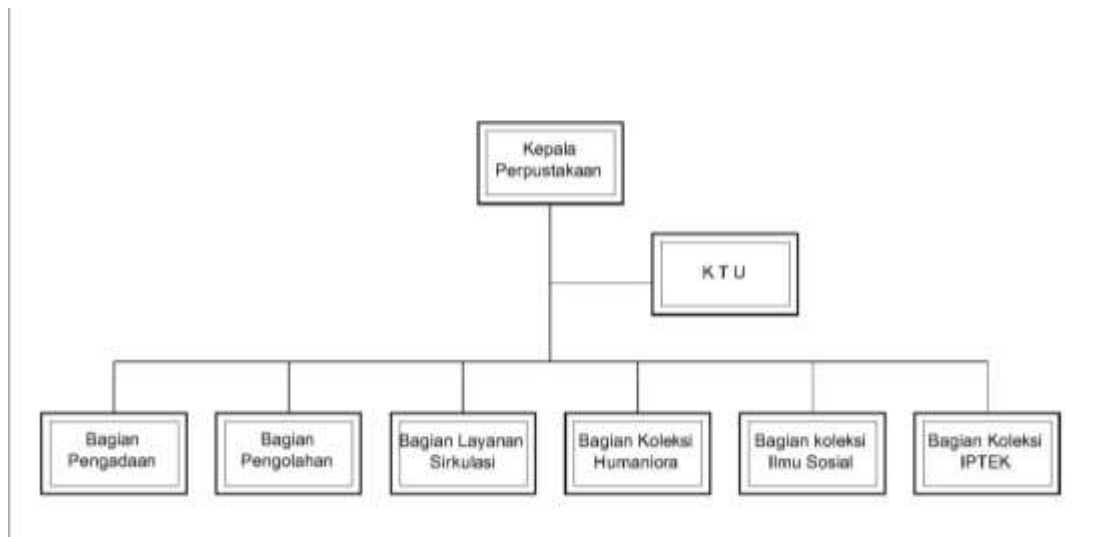 Kepala
Perpustakaan
K T U
Bagian
Pengadaan
Bagian
Pengolahan
Bagian Layanan
Sirkulasi
Bagian Koleksi
Humaniora
Bagian koleksi
Ilmu Sosial
Bagian Koleksi
IPTEK